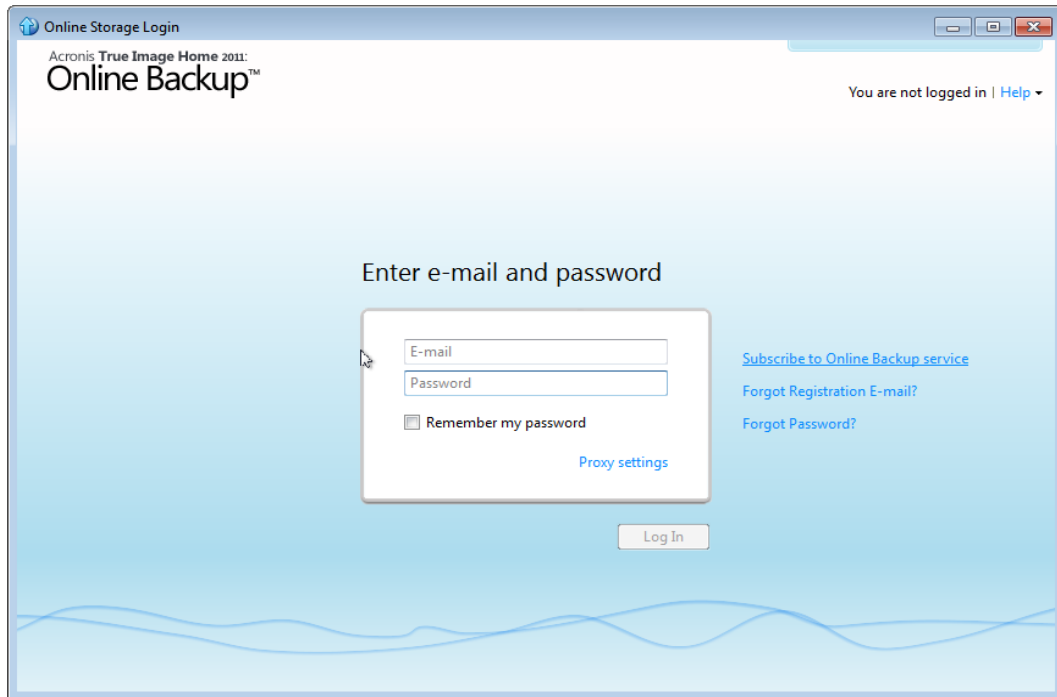 Online Storage Login
Acronis True Image Home 2011:
Online Backup™
You are not logged in | Help
Enter e-mail and password
E-mail
Password
Remember my password
Proxy settings
Subscribe to Online Backup service
Forgot Registration E-mail?
Forgot Password?
Log In